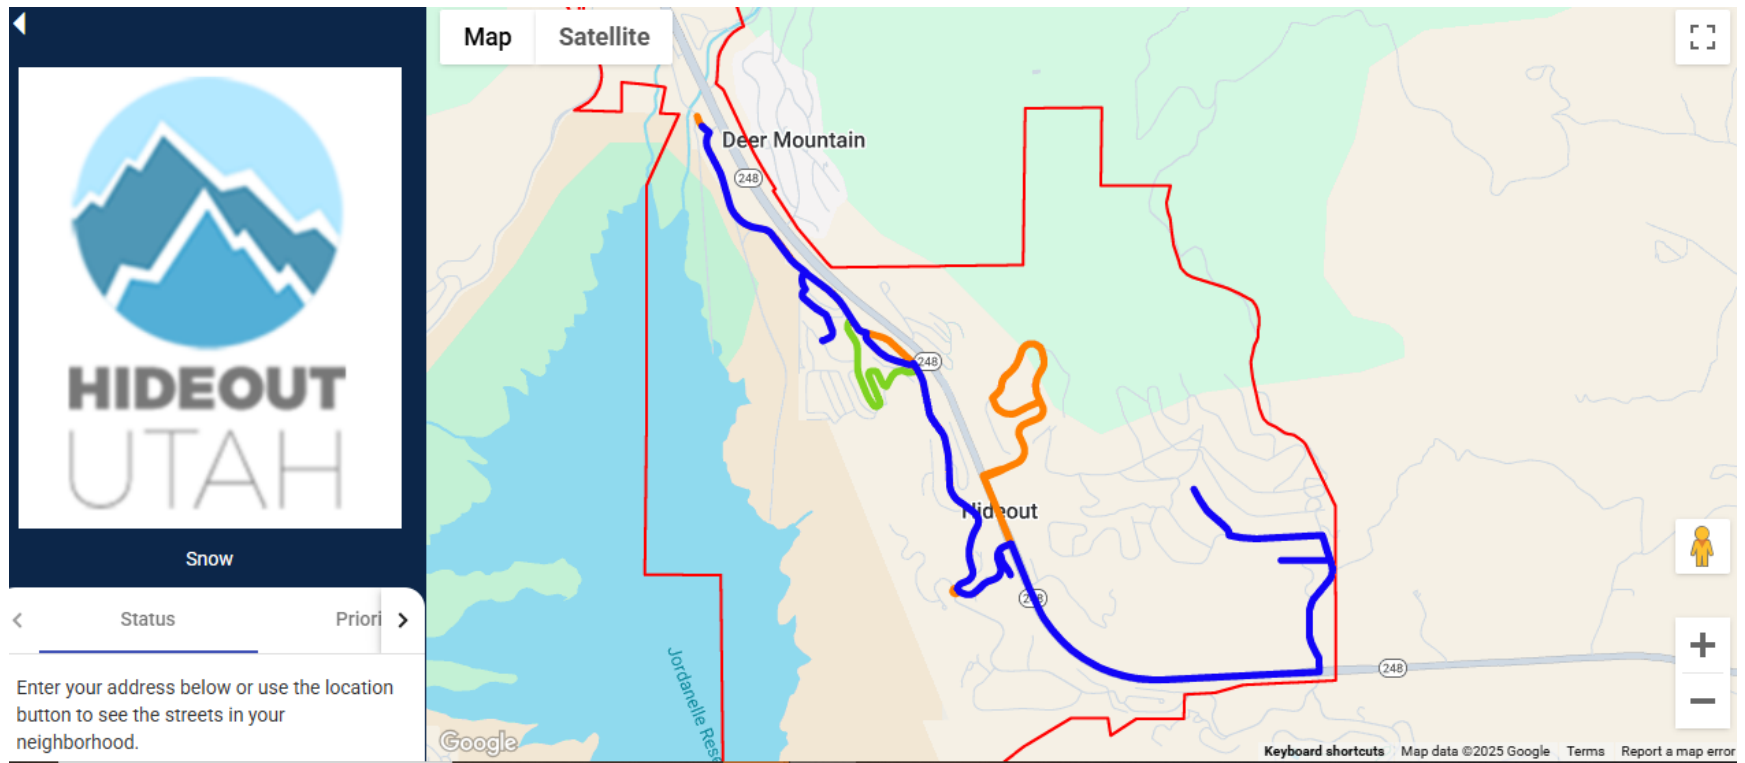 Map
Satellite
HIDEOUT
UTAH
Snow
Status
Priori
Enter your address below or use the location
button to see the streets in your
neighborhood.
Deer Mountain
248
248
Hideout
248
248
Jordanelle Rese
Google
Keyboard shortcuts
Map data ©2025 Google
Terms
Report a map error